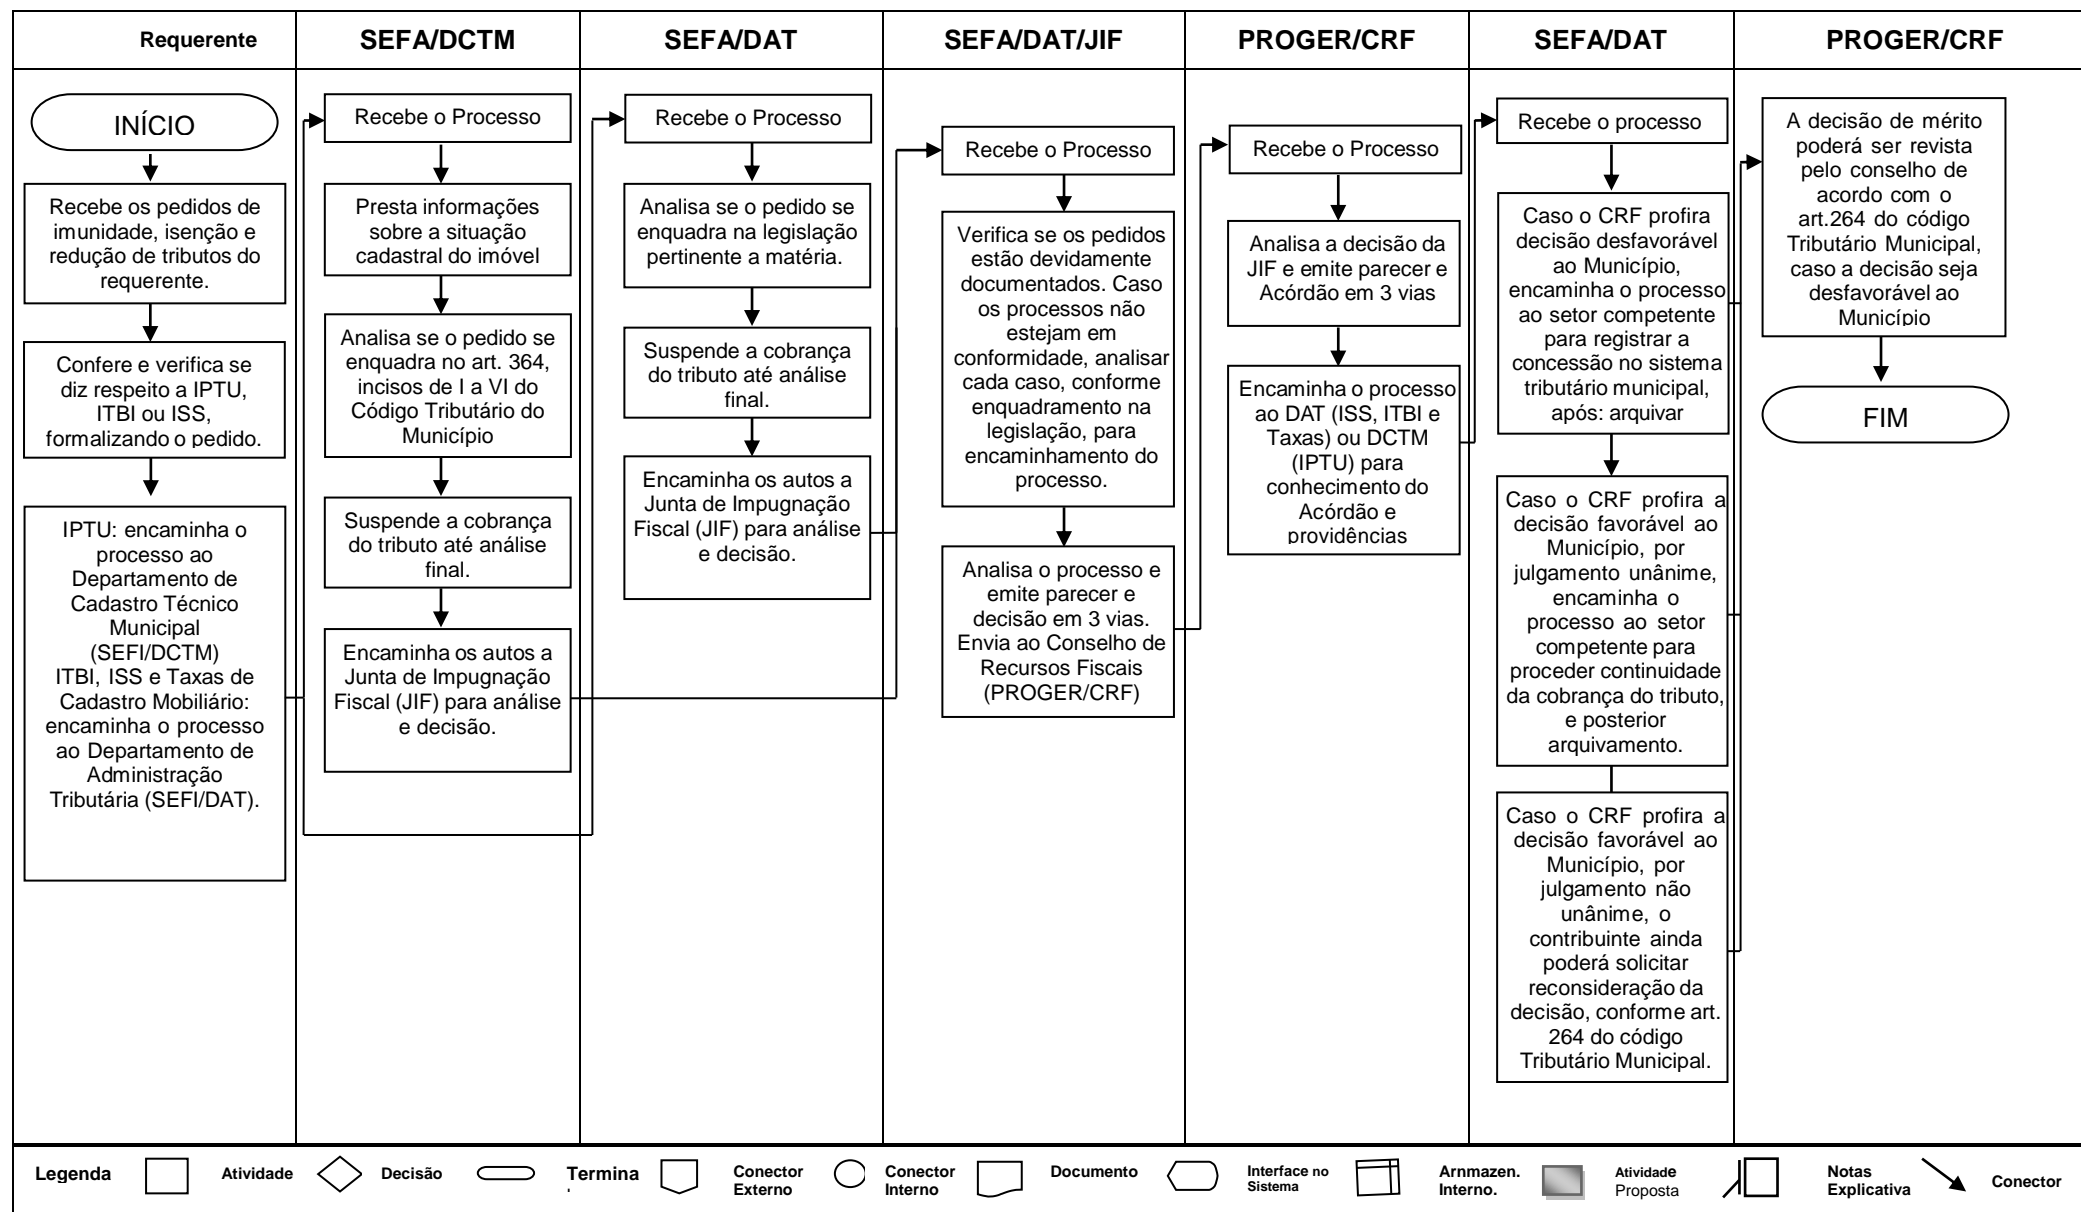 Requerente
SEFA/DCTM
SEFA/DAT
SEFA/DAT/JIF
PROGER/CRF
SEFA/DAT
PROGER/CRF
INÍCIO
Recebe os pedidos de
imunidade, isenção e
redução de tributos do
requerente.
Confere e verifica se
diz respeito a IPTU,
ITBI ou ISS,
formalizando o pedido.
IPTU: encaminha o
processo ao
Departamento de
Cadastro Técnico
Municipal
(SEFI/DCTM)
ITBI, ISS e Taxas de
Cadastro Mobiliário:
encaminha o processo
ao Departamento de
Administração
Tributária (SEFI/DAT).
Recebe o Processo
Presta informações
sobre a situação
cadastral do imóvel
Analisa se o pedido se
enquadra no art. 364,
incisos de I a VI do
Código Tributário do
Município
Suspende a cobrança
do tributo até análise
final.
Encaminha os autos a
Junta de Impugnação
Fiscal (JIF) para análise
e decisão.
Recebe o Processo
Analisa se o pedido se
enquadra na legislação
pertinente a matéria.
Suspende a cobrança
do tributo até análise
final.
Encaminha os autos a
Junta de Impugnação
Fiscal (JIF) para análise
e decisão.
Recebe o Processo
Verifica se os pedidos
estão devidamente
documentados. Caso
os processos não
estejam em
conformidade, analisar
cada caso, conforme
enquadramento na
legislação, para
encaminhamento do
processo.
Analisa o processo e
emite parecer e
decisão em 3 vias.
Envia ao Conselho de
Recursos Fiscais
(PROGER/CRF)
Recebe o Processo
Analisa a decisão da
JIF e emite parecer e
Acórdão em 3 vias
Encaminha o processo
ao DAT (ISS, ITBI e
Taxas) ou DCTM
(IPTU) para
conhecimento do
Acórdão e
providências
Recebe o processo
Caso o CRF profira
decisão desfavorável
ao Município,
encaminha o processo
ao setor competente
para registrar a
concessão no sistema
tributário municipal,
após: arquivar
Caso o CRF profira a
decisão favorável ao
Município, por
julgamento unânime,
encaminha o
processo ao setor
competente para
proceder continuidade
da cobrança do tributo,
e posterior
arquivamento.
Caso o CRF profira a
decisão favorável ao
Município, por
julgamento não
unânime, o
contribuinte ainda
poderá solicitar
reconsideração da
decisão, conforme art.
264 do código
Tributário Municipal.
A decisão de mérito
poderá ser revista
pelo conselho de
acordo com o
art.264 do código
Tributário Municipal,
caso a decisão seja
desfavorável ao
Município
FIM
Legenda
Atividade
Decisão
Termina
Conector
Externo
Conector
Interno
Documento
Interface no
Sistema
Arnmazen.
Interno.
Atividade
Proposta
Notas
Explicativa
Conector